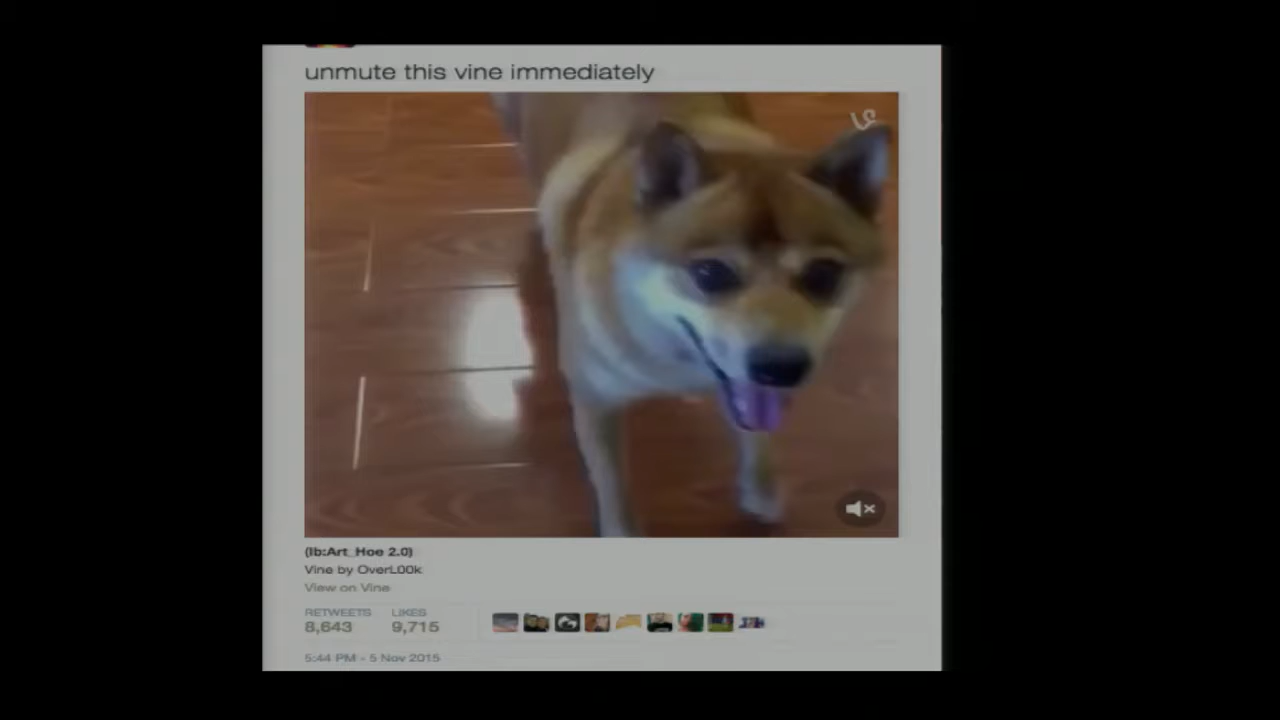 unmute this vine immediately
(lb:Art_Hoe 2.0)
Vine by OverL00k
View on Vine
RETWEETS LIKES
8,643 9,715
5:44 PM - 5 Nov 2015